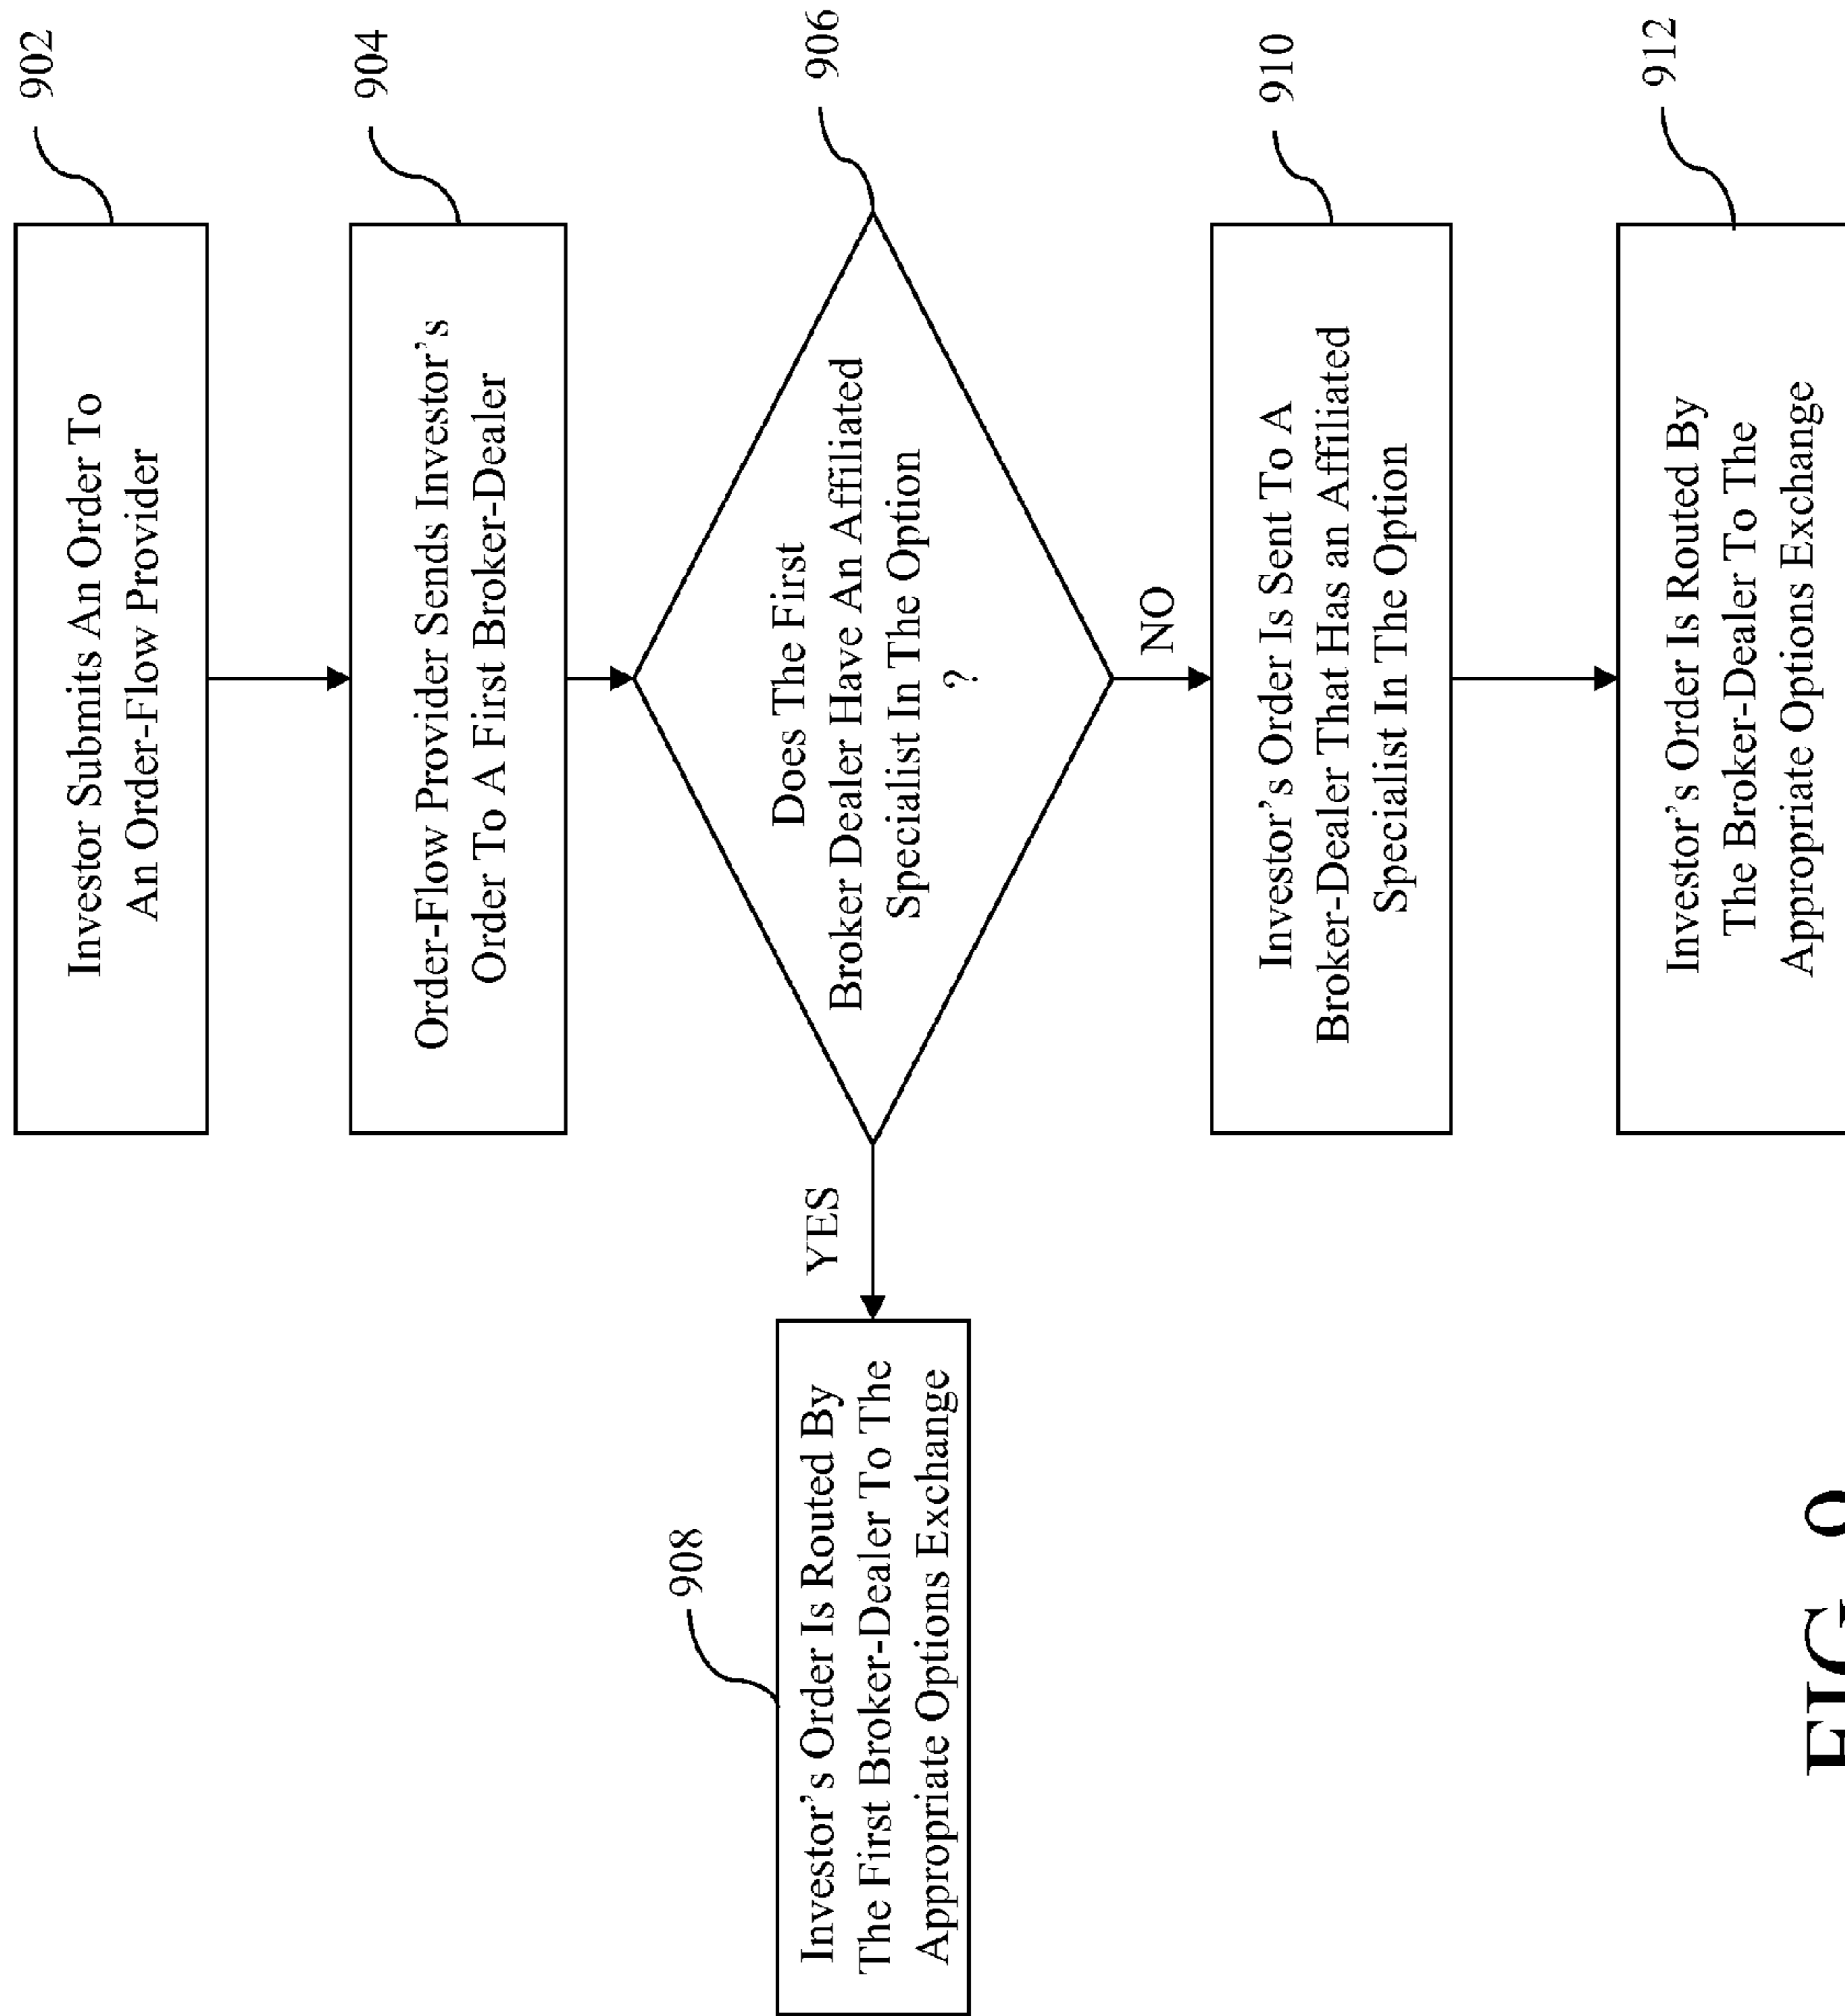 902
Investor Submits An Order To
An Order-Flow Provider
904
Order-Flow Provider Sends Investor's
Order To A First Broker-Dealer
906
Does The First
Broker Dealer Have An Affiliated
Specialist In The Option
?
YES
908
Investor's Order Is Routed By
The First Broker-Dealer To The
Appropriate Options Exchange
NO
910
Investor's Order Is Sent To A
Broker-Dealer That Has an Affiliated
Specialist In The Option
912
Investor's Order Is Routed By
The Broker-Dealer To The
Appropriate Options Exchange
FIG.